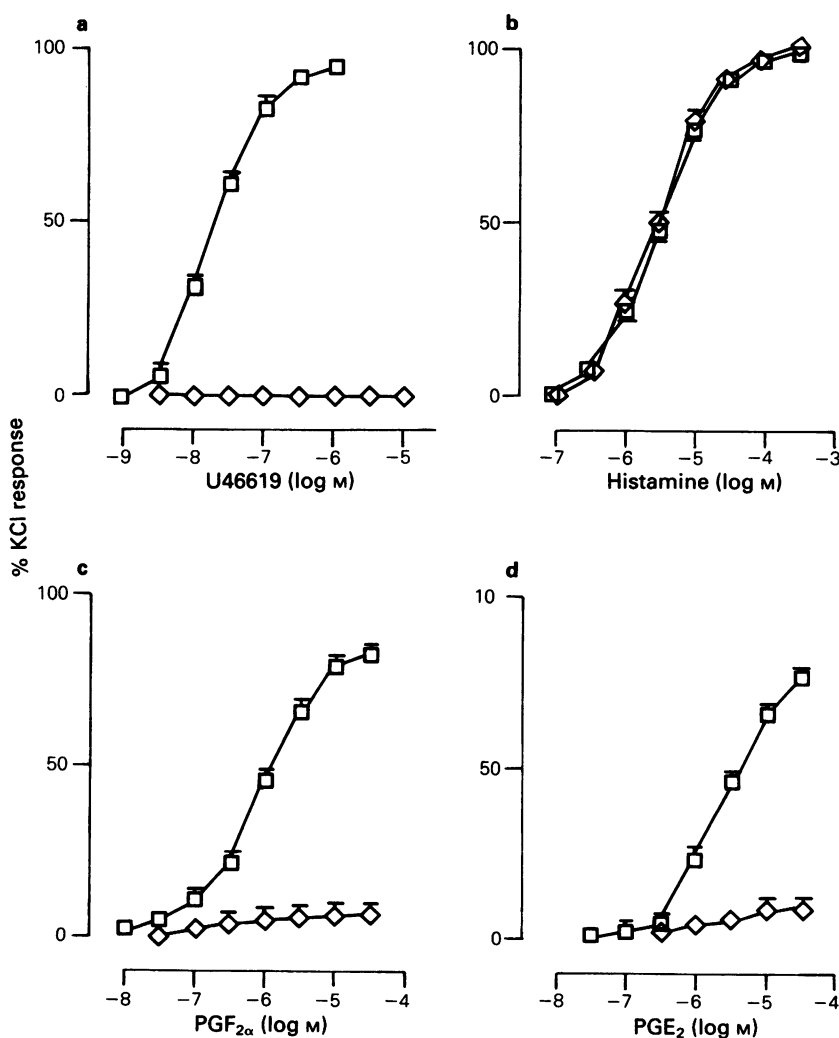 a
100
50
0
−9 −8 −7 −6 −5
U46619 (log M)
b
100
50
0
−7 −6 −5 −4 −3
Histamine (log M)
% KCl response
c
100
50
0
−8 −7 −6 −5 −4
PGF2α (log M)
d
10
50
0
−8 −7 −6 −5 −4
PGE2 (log M)